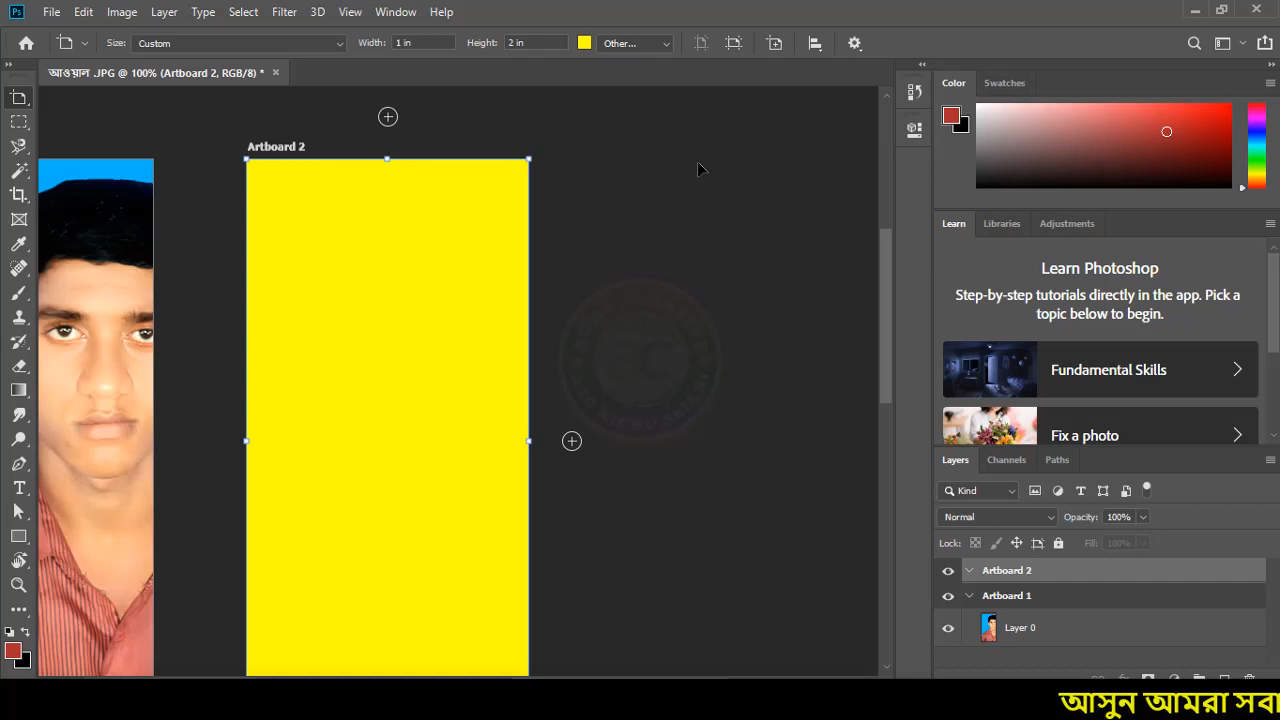 Ps File Edit Image Layer Type Select Filter 3D View Window Help
Size: Custom Width: 1 in Height: 2 in Other...
আওয়াল .JPG @ 100% (Artboard 2, RGB/8) *
Color Swatches
Artboard 2
Learn Libraries Adjustments
Learn Photoshop
Step-by-step tutorials directly in the app. Pick a
topic below to begin.
Fundamental Skills
Fix a photo
Layers Channels Paths
Kind
Normal Opacity: 100%
Lock: Fill: 100%
Artboard 2
Artboard 1
Layer 0
আসুন আমরা সবা